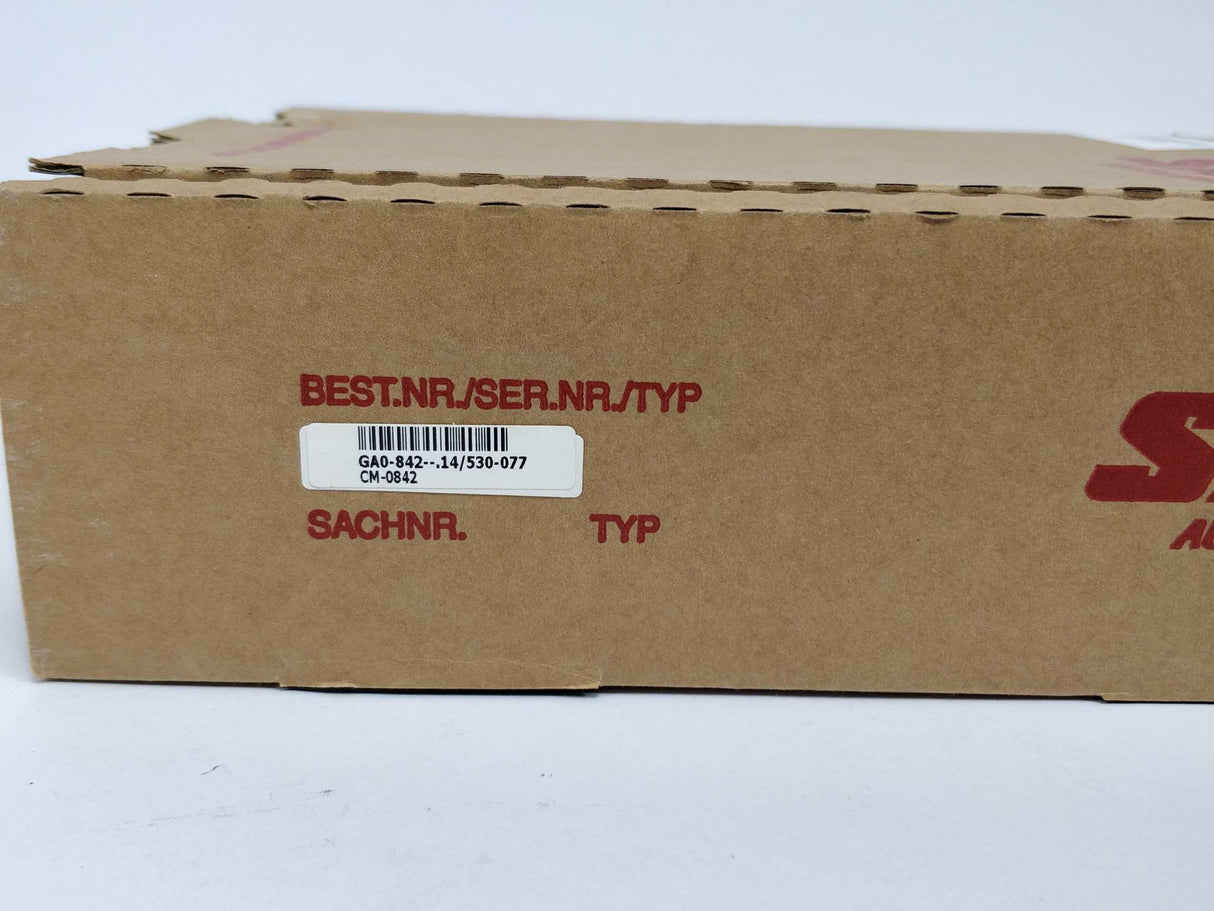 BEST.NR./SER.NR./TYP
GA0-842--.14/530-077
CM-0842
SACHNR. TYP